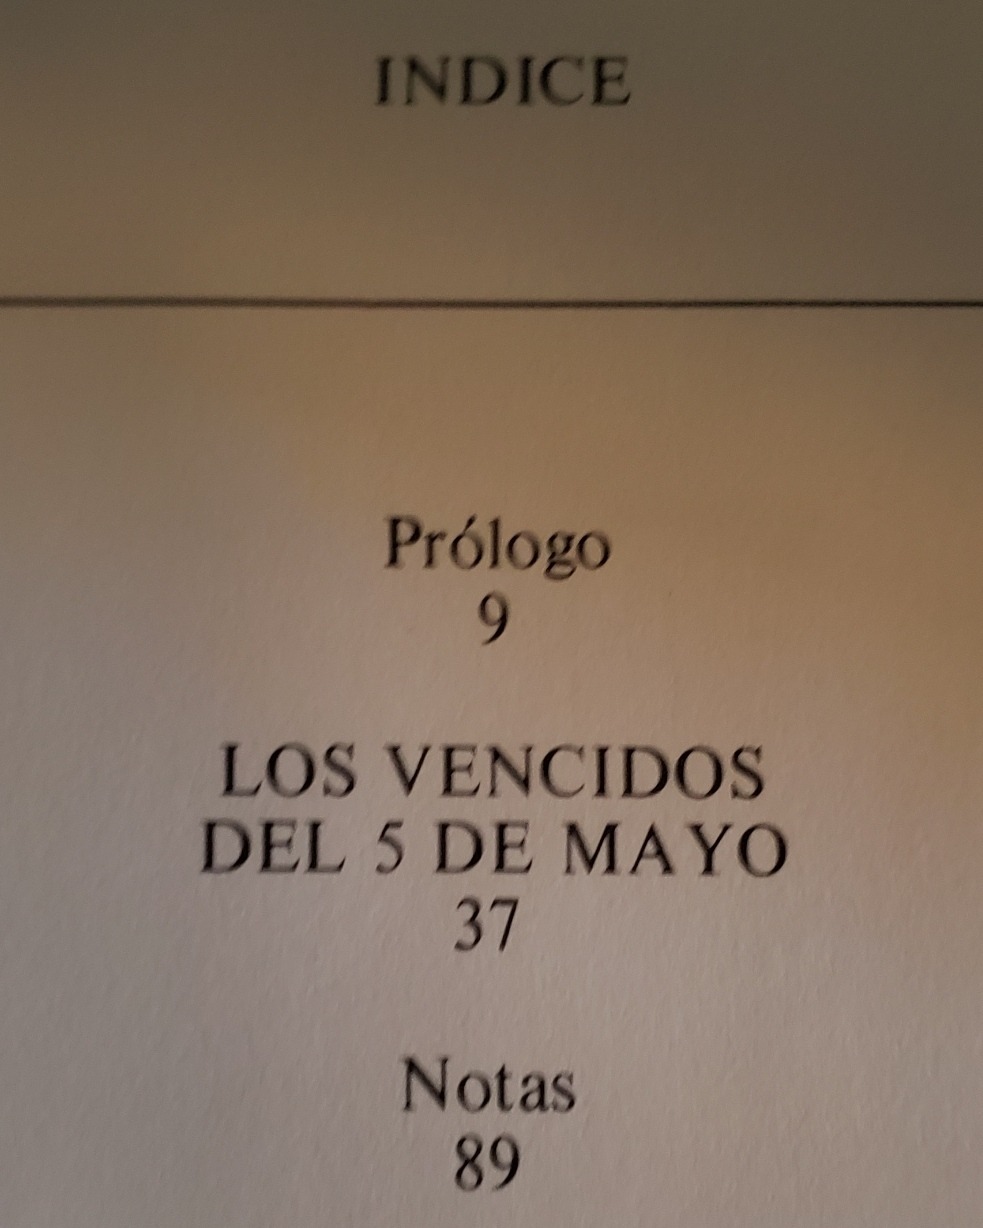 INDICE
Prólogo
9
LOS VENCIDOS
DEL 5 DE MAYO
37
Notas
89